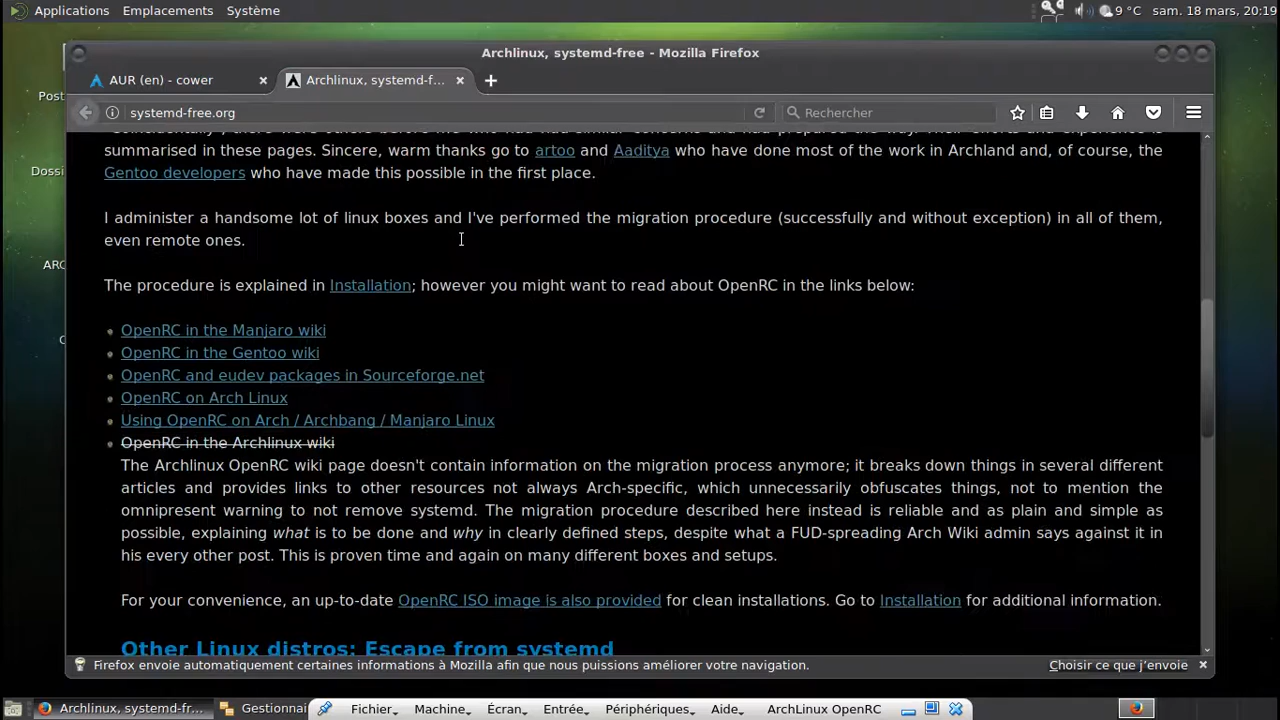 Applications Emplacements Système 9 °C sam. 18 mars, 20:19
Archlinux, systemd-free - Mozilla Firefox
Post
AUR (en) - cower × Archlinux, systemd-f... × +
systemd-free.org Rechercher
summarised in these pages. Sincere, warm thanks go to artoo and Aaditya who have done most of the work in Archland and, of course, the
Dossi
Gentoo developers who have made this possible in the first place.
I administer a handsome lot of linux boxes and I've performed the migration procedure (successfully and without exception) in all of them,
even remote ones.
ARC
The procedure is explained in Installation; however you might want to read about OpenRC in the links below:
OpenRC in the Manjaro wiki
OpenRC in the Gentoo wiki
OpenRC and eudev packages in Sourceforge.net
OpenRC on Arch Linux
Using OpenRC on Arch / Archbang / Manjaro Linux
OpenRC in the Archlinux wiki
The Archlinux OpenRC wiki page doesn't contain information on the migration process anymore; it breaks down things in several different
articles and provides links to other resources not always Arch-specific, which unnecessarily obfuscates things, not to mention the
omnipresent warning to not remove systemd. The migration procedure described here instead is reliable and as plain and simple as
possible, explaining what is to be done and why in clearly defined steps, despite what a FUD-spreading Arch Wiki admin says against it in
his every other post. This is proven time and again on many different boxes and setups.
For your convenience, an up-to-date OpenRC ISO image is also provided for clean installations. Go to Installation for additional information.
Other Linux distros: Escape from systemd
Firefox envoie automatiquement certaines informations à Mozilla afin que nous puissions améliorer votre navigation. Choisir ce que j'envoie ×
Archlinux, systemd-fr... Gestionnai Fichier Machine Écran Entrée Périphériques Aide ArchLinux OpenRC